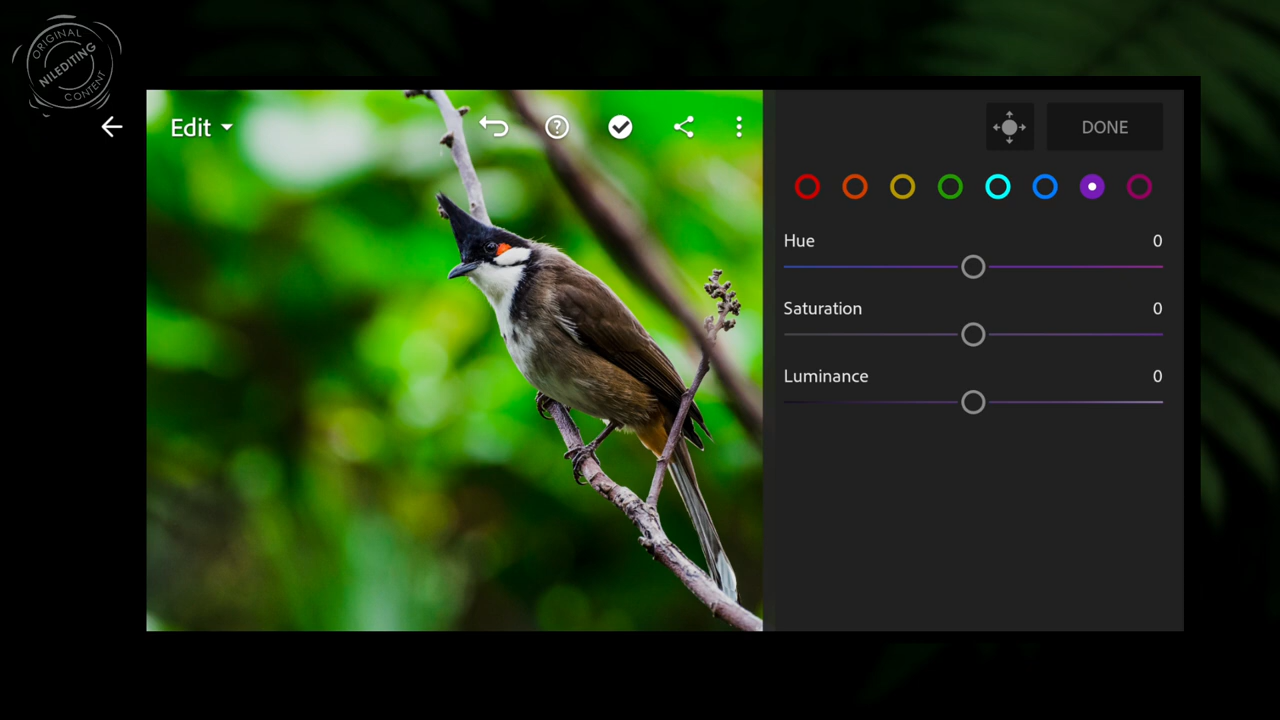 ORIGINAL
NILEDITING
CONTENT
Edit
DONE
Hue 0
Saturation 0
Luminance 0